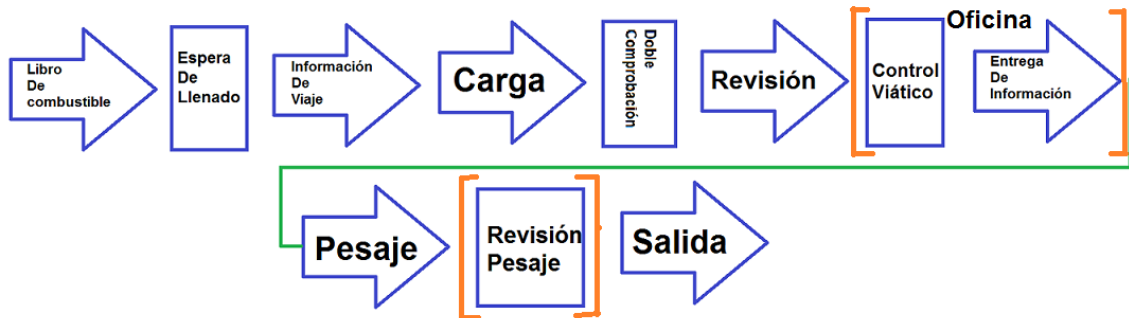 Libro
De
combustible
Espera
De
Llenado
Información
De
Viaje
Carga
Doble
Comprobación
Revisión
Oficina
Control
Viático
Entrega
De
Información
Pesaje
Revisión
Pesaje
Salida